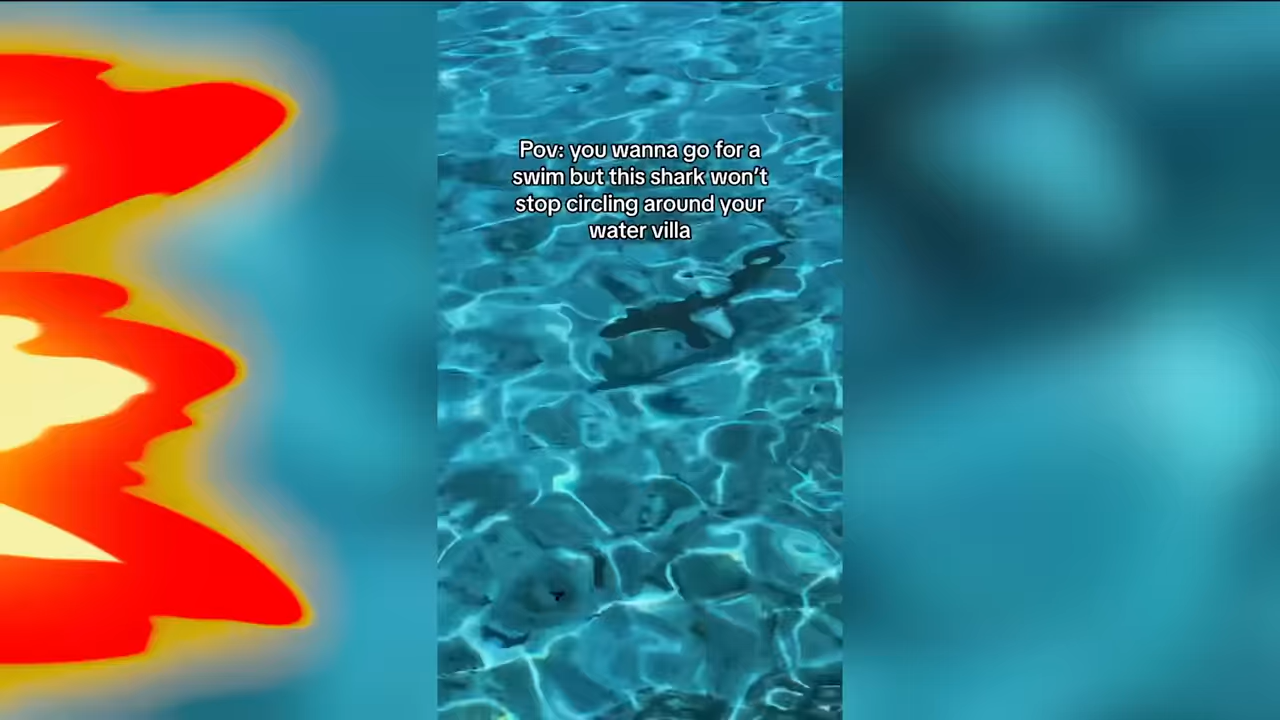 Pov: you wanna go for a
swim but this shark won’t
stop circling around your
water villa